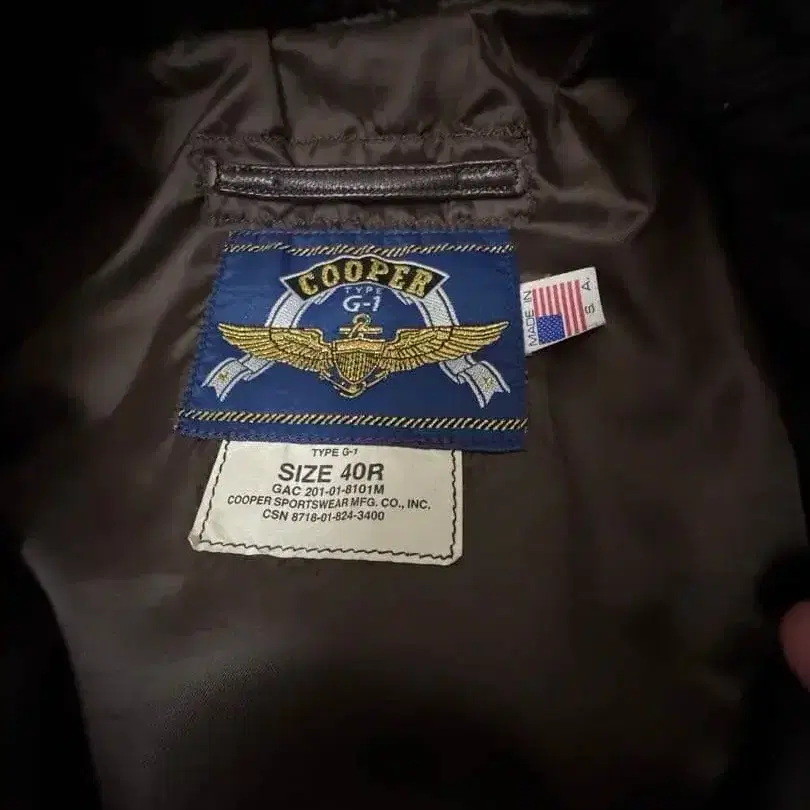 COOPER
TYPE
G-1
MADE IN
U.S.A.
TYPE G-1
SIZE 40R
GAC 201-01-8101M
COOPER SPORTSWEAR MFG. CO., INC.
CSN 8718-01-824-3400